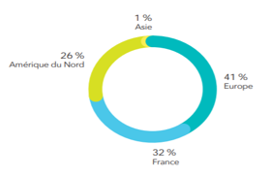 1 %
Asie
26 %
Amérique du Nord
41 %
Europe
32 %
France